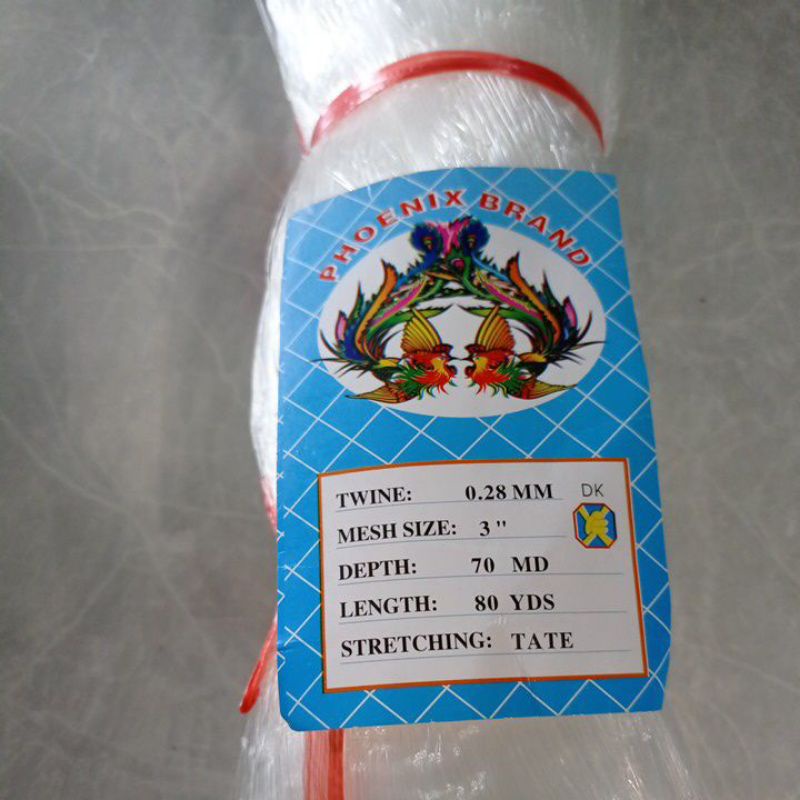 PHOENIX BRAND
TWINE: 0.28 MM DK
MESH SIZE: 3"
DEPTH: 70 MD
LENGTH: 80 YDS
STRETCHING: TATE